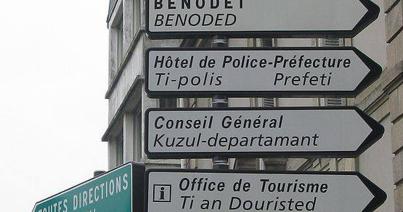 BENODET
BENODED
Hôtel de Police-Préfecture
Ti-polis Prefeti
Conseil Général
Kuzul-departamant
i Office de Tourisme
Ti an Douristed
TOUTES DIRECTIONS